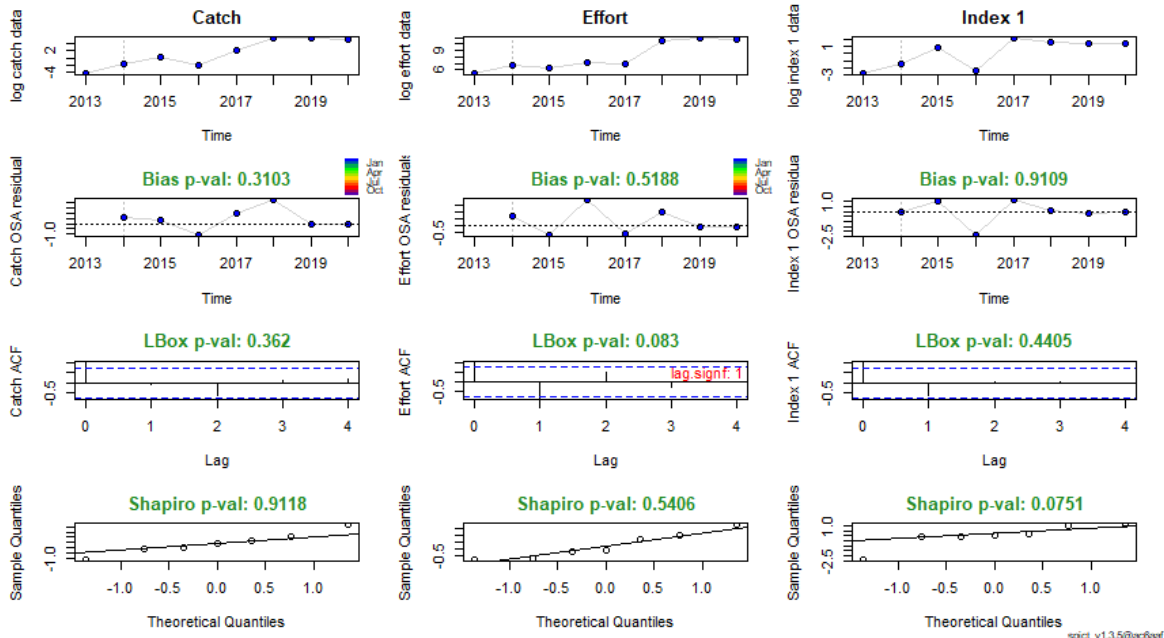 Catch
Effort
Index 1
log catch data
2
-4
2013 2015 2017 2019
Time
log effort data
9
6
2013 2015 2017 2019
Time
log index 1 data
1
-3
2013 2015 2017 2019
Time
Bias p-val: 0.3103
Jan
Apr
Jul
Oct
Catch OSA residual
-1.0
2013 2015 2017 2019
Time
Bias p-val: 0.5188
Jan
Apr
Jul
Oct
Effort OSA residuals
-0.5
2013 2015 2017 2019
Time
Bias p-val: 0.9109
Index 1 OSA residua
1.0
-2.5
2013 2015 2017 2019
Time
LBox p-val: 0.362
Catch ACF
-0.5
0 1 2 3 4
Lag
LBox p-val: 0.083
lag.signf: 1
Effort ACF
-0.5
0 1 2 3 4
Lag
LBox p-val: 0.4405
Index 1 ACF
-0.5
0 1 2 3 4
Lag
Shapiro p-val: 0.9118
Sample Quantiles
-1.0
-1.0 -0.5 0.0 0.5 1.0
Theoretical Quantiles
Shapiro p-val: 0.5406
Sample Quantiles
-0.5
-1.0 -0.5 0.0 0.5 1.0
Theoretical Quantiles
Shapiro p-val: 0.0751
Sample Quantiles
1.0
-2.5
-1.0 -0.5 0.0 0.5 1.0
Theoretical Quantiles